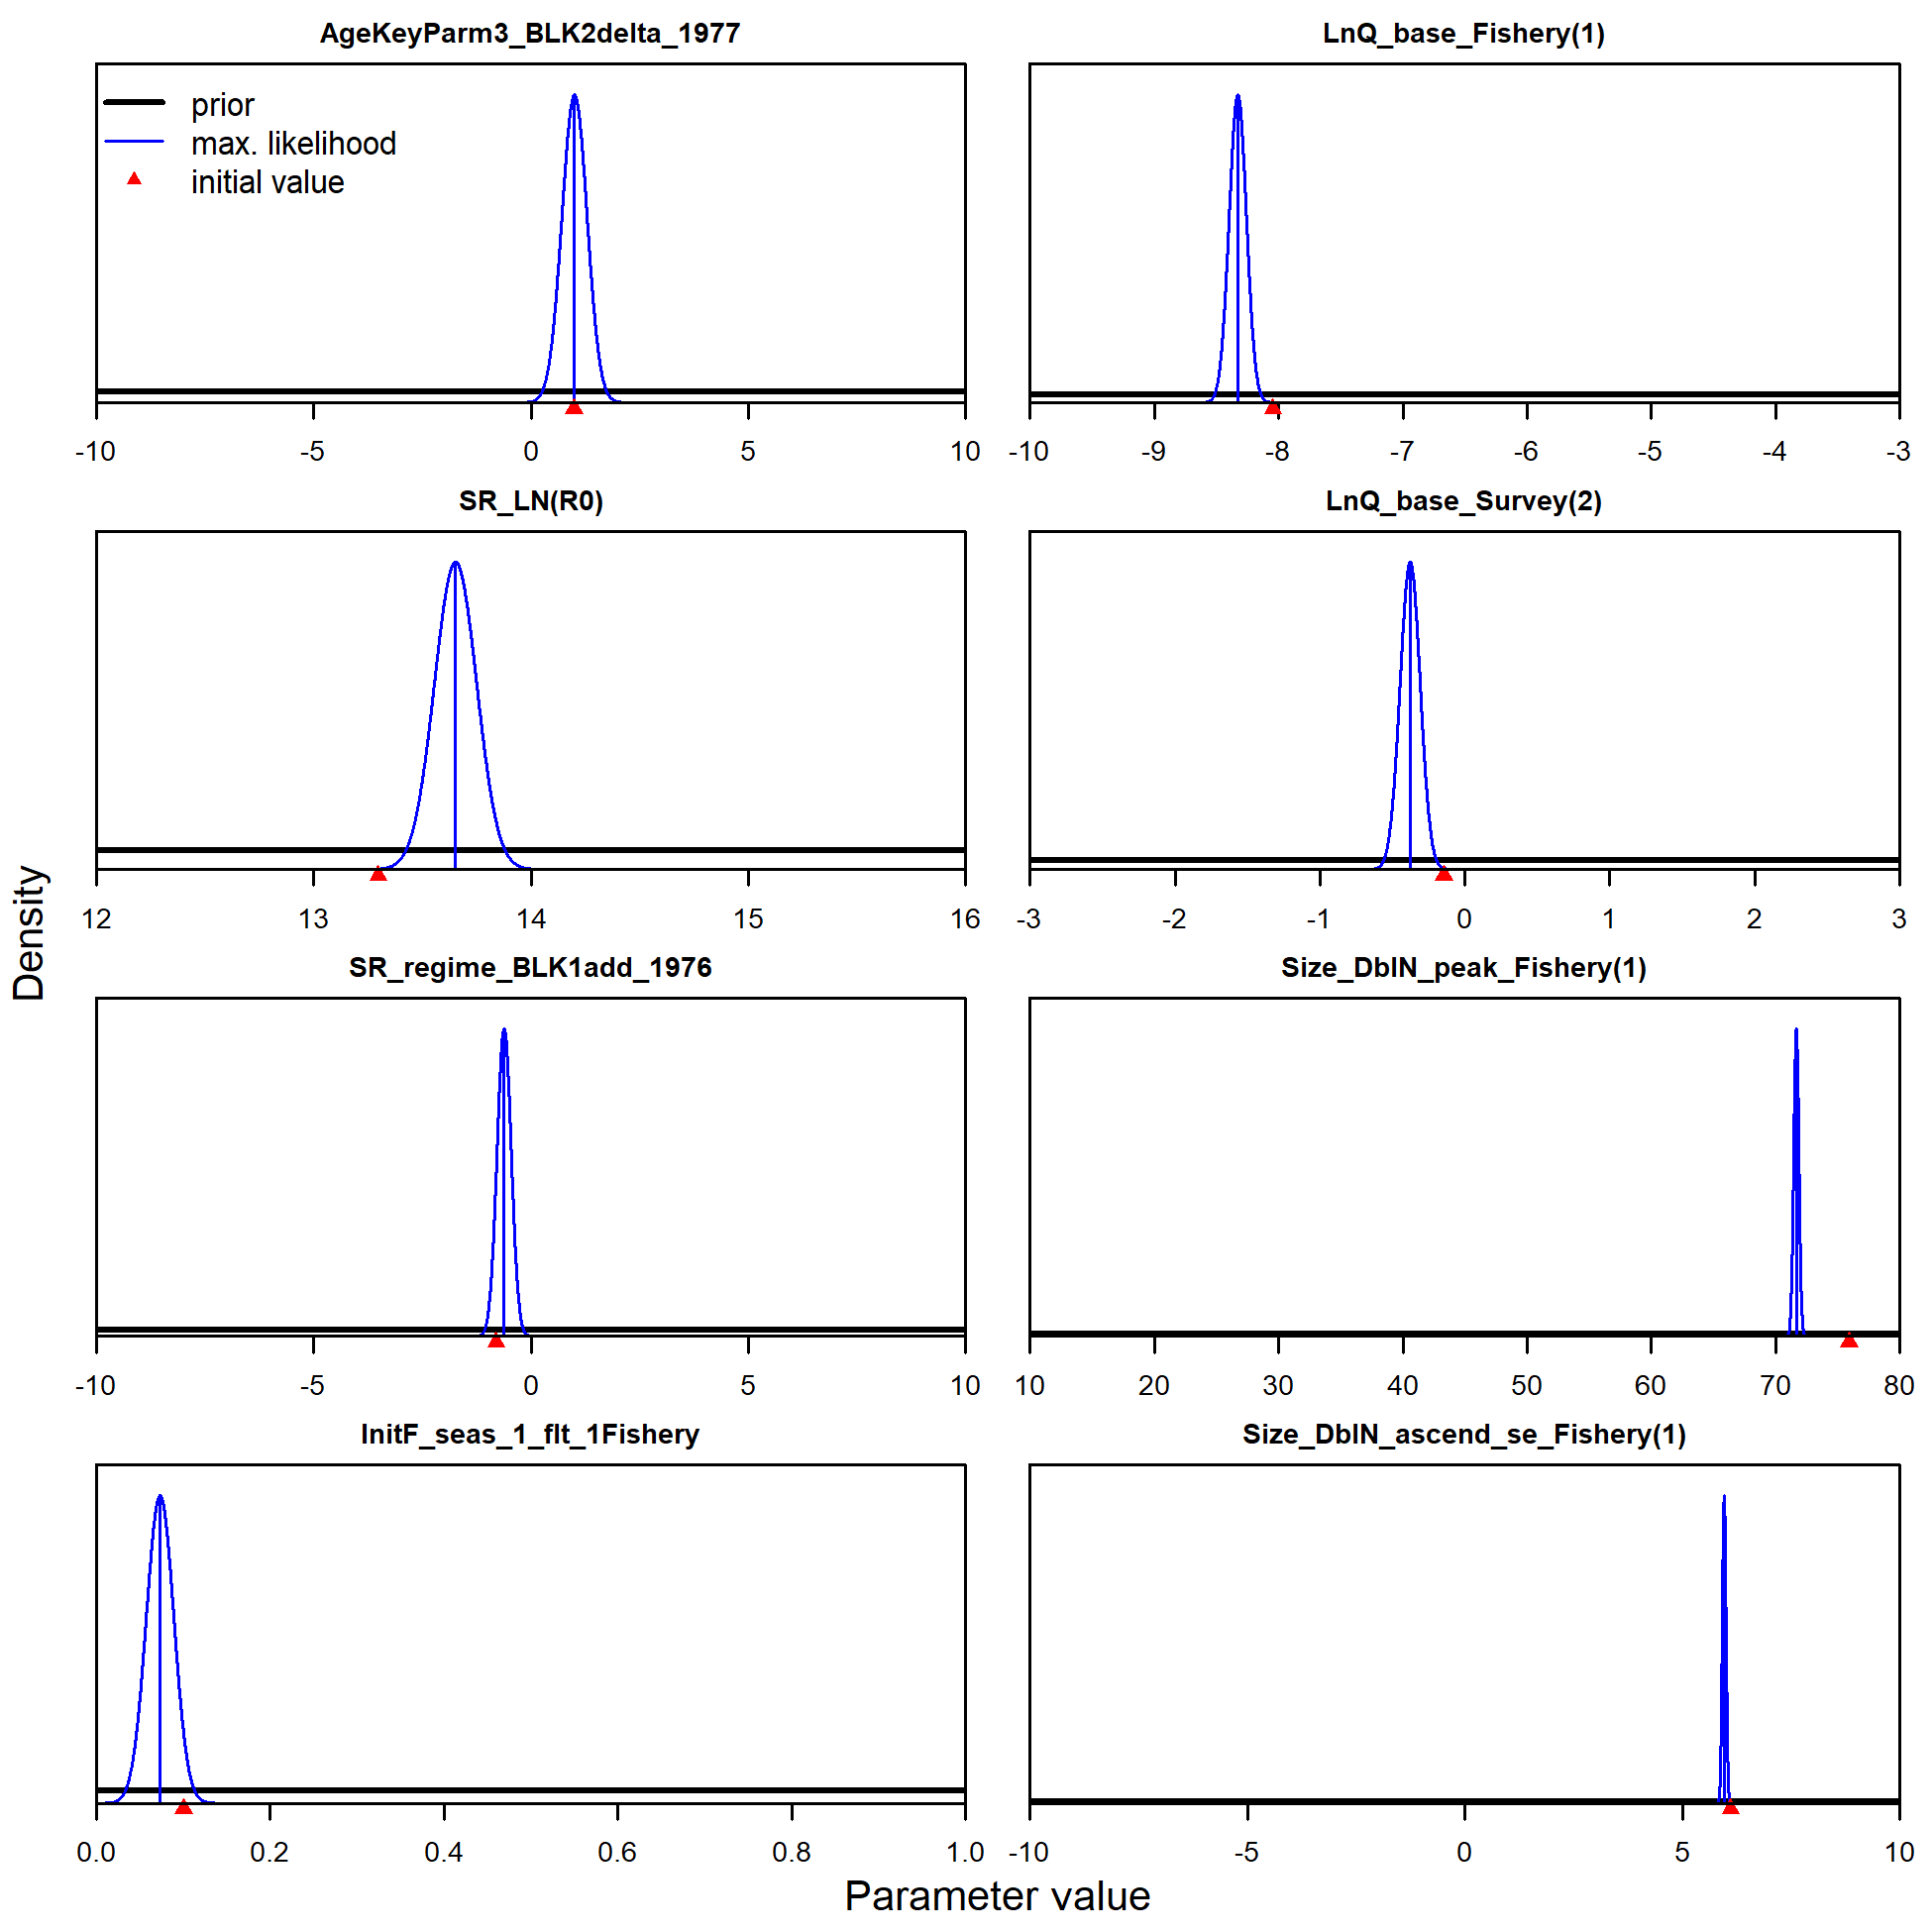 AgeKeyParm3_BLK2delta_1977
prior
max. likelihood
initial value
-10 -5 0 5 10
LnQ_base_Fishery(1)
-10 -9 -8 -7 -6 -5 -4 -3
SR_LN(R0)
12 13 14 15 16
LnQ_base_Survey(2)
-3 -2 -1 0 1 2 3
SR_regime_BLK1add_1976
-10 -5 0 5 10
Size_DblN_peak_Fishery(1)
10 20 30 40 50 60 70 80
InitF_seas_1_flt_1Fishery
0.0 0.2 0.4 0.6 0.8 1.0
Size_DblN_ascend_se_Fishery(1)
-10 -5 0 5 10
Density
Parameter value